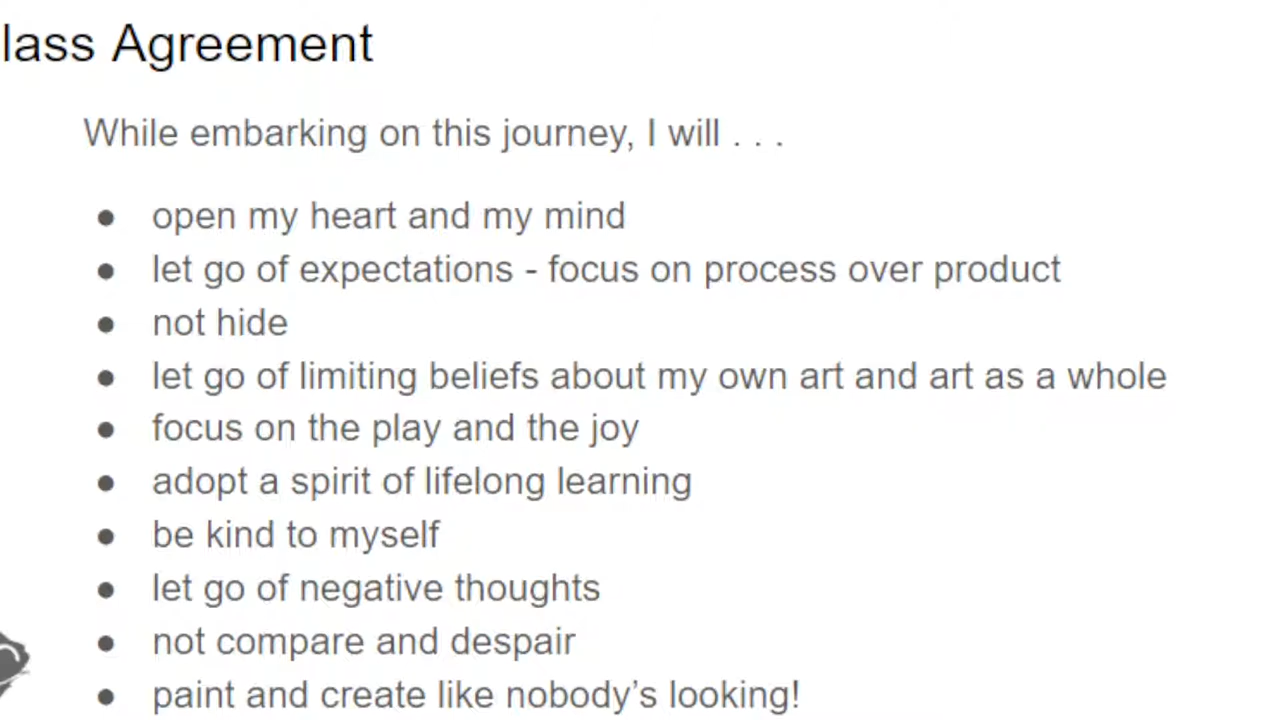 lass Agreement
While embarking on this journey, I will . . .
● open my heart and my mind
● let go of expectations - focus on process over product
● not hide
● let go of limiting beliefs about my own art and art as a whole
● focus on the play and the joy
● adopt a spirit of lifelong learning
● be kind to myself
● let go of negative thoughts
● not compare and despair
● paint and create like nobody’s looking!